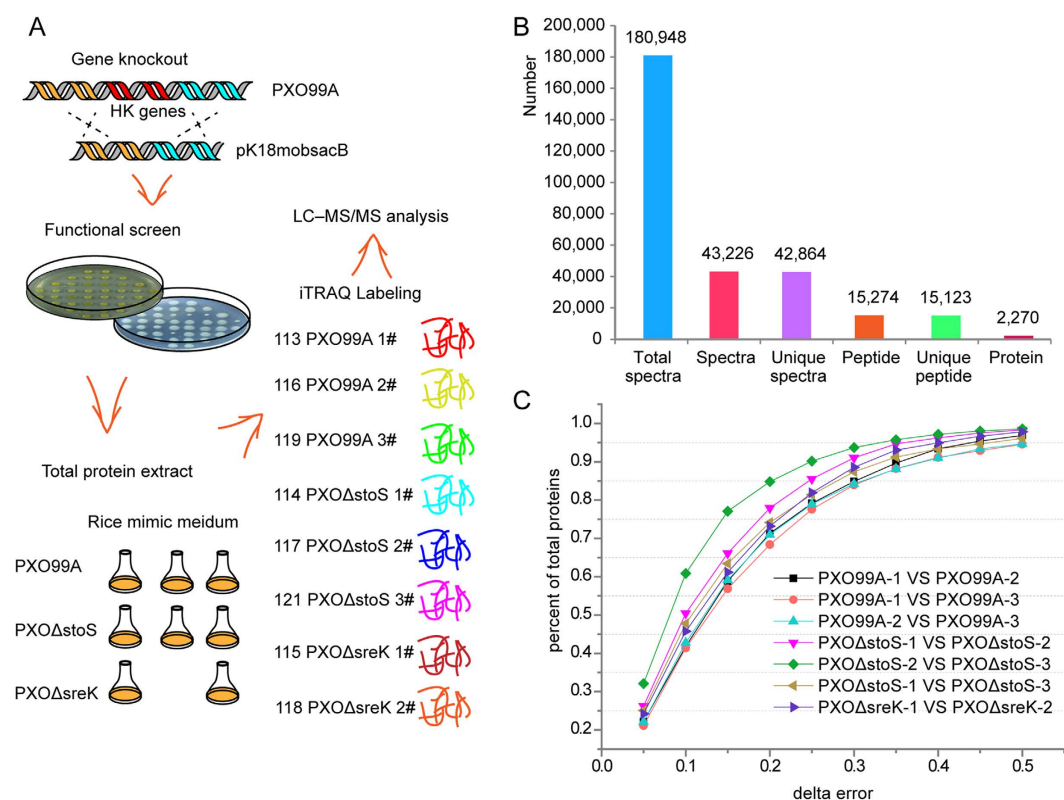 A
Gene knockout
PXO99A
HK genes
pK18mobsacB
Functional screen
LC–MS/MS analysis
iTRAQ Labeling
113 PXO99A 1#
116 PXO99A 2#
119 PXO99A 3#
114 PXOΔstoS 1#
117 PXOΔstoS 2#
121 PXOΔstoS 3#
115 PXOΔsreK 1#
118 PXOΔsreK 2#
Total protein extract
Rice mimic meidum
PXO99A
PXOΔstoS
PXOΔsreK
B
Number
200,000
180,000
160,000
140,000
120,000
100,000
80,000
60,000
40,000
20,000
0
180,948
43,226
42,864
15,274
15,123
2,270
Total spectra
Spectra
Unique spectra
Peptide
Unique peptide
Protein
C
percent of total proteins
1.0
0.9
0.8
0.7
0.6
0.5
0.4
0.3
0.2
PXO99A-1 VS PXO99A-2
PXO99A-1 VS PXO99A-3
PXO99A-2 VS PXO99A-3
PXOΔstoS-1 VS PXOΔstoS-2
PXOΔstoS-2 VS PXOΔstoS-3
PXOΔstoS-1 VS PXOΔstoS-3
PXOΔsreK-1 VS PXOΔsreK-2
0.0 0.1 0.2 0.3 0.4 0.5
delta error